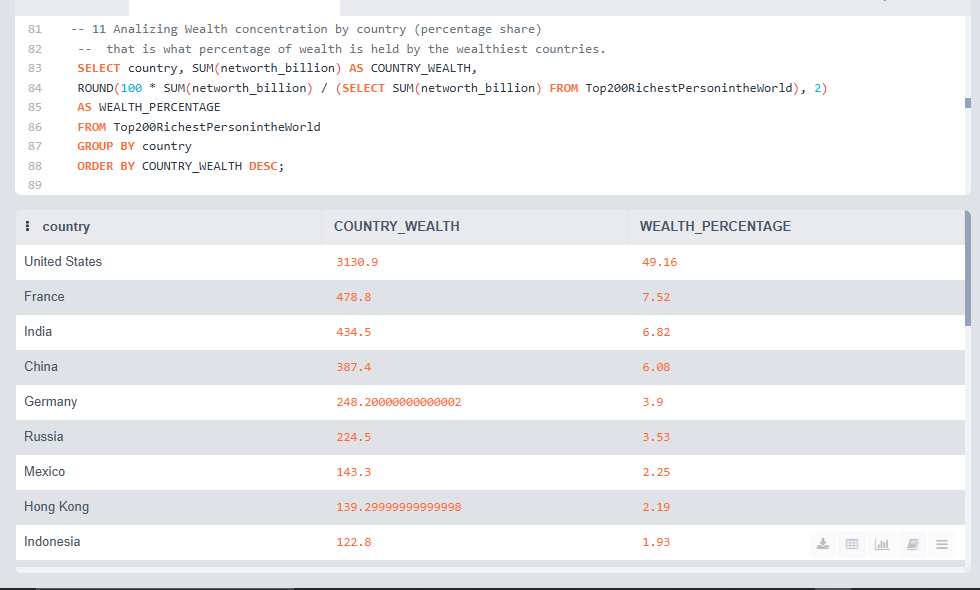 81 -- 11 Analizing Wealth concentration by country (percentage share)
82 -- that is what percentage of wealth is held by the wealthiest countries.
83 SELECT country, SUM(networth_billion) AS COUNTRY_WEALTH,
84 ROUND(100 * SUM(networth_billion) / (SELECT SUM(networth_billion) FROM Top200RichestPersonintheWorld), 2)
85 AS WEALTH_PERCENTAGE
86 FROM Top200RichestPersonintheWorld
87 GROUP BY country
88 ORDER BY COUNTRY_WEALTH DESC;
89
country COUNTRY_WEALTH WEALTH_PERCENTAGE
United States 3130.9 49.16
France 478.8 7.52
India 434.5 6.82
China 387.4 6.08
Germany 248.20000000000002 3.9
Russia 224.5 3.53
Mexico 143.3 2.25
Hong Kong 139.29999999999998 2.19
Indonesia 122.8 1.93